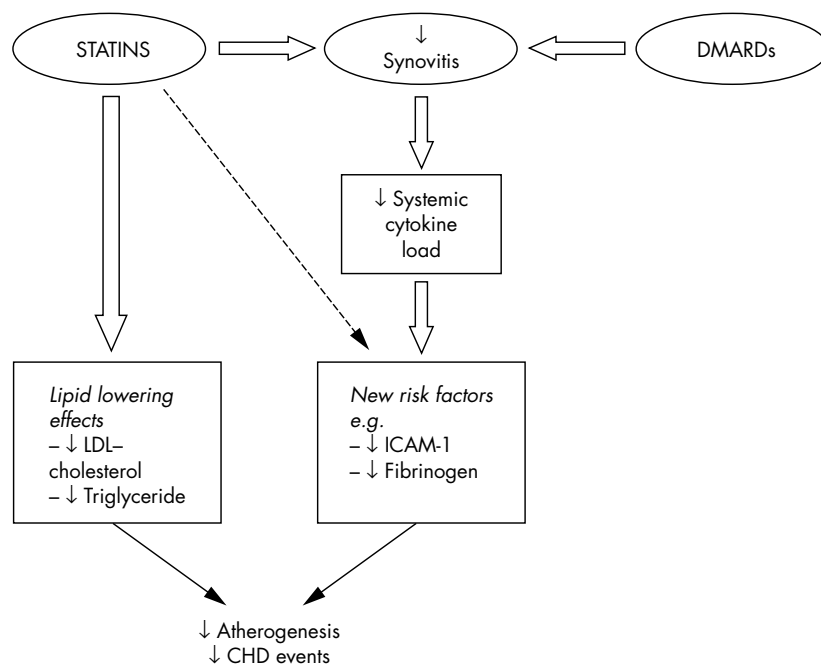 STATINS
↓
Synovitis
DMARDs
↓ Systemic
cytokine
load
Lipid lowering
effects
– ↓ LDL–
cholesterol
– ↓ Triglyceride
New risk factors
e.g.
– ↓ ICAM-1
– ↓ Fibrinogen
↓ Atherogenesis
↓ CHD events